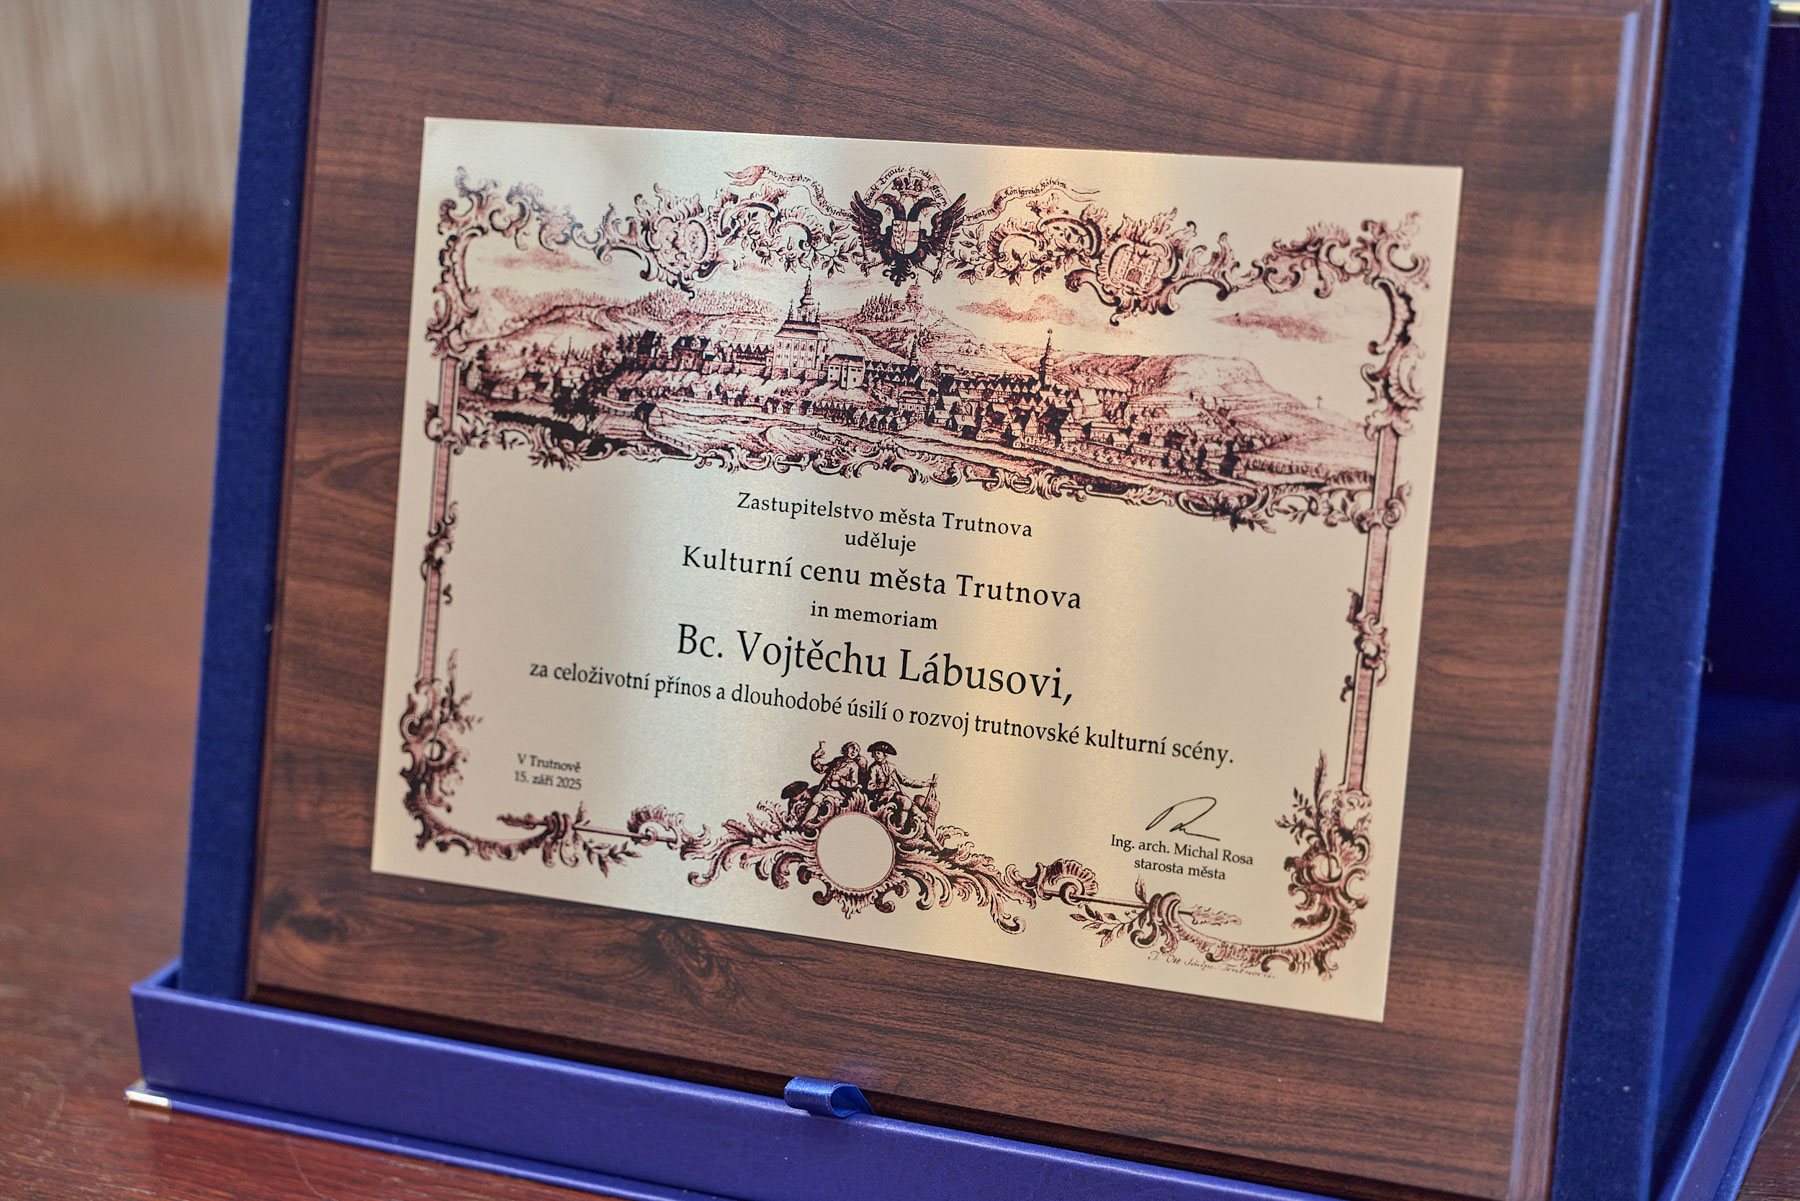 Zastupitelstvo města Trutnova
uděluje
Kulturní cenu města Trutnova
in memoriam
Bc. Vojtěchu Lábusovi,
za celoživotní přínos a dlouhodobé úsilí o rozvoj trutnovské kulturní scény.
V Trutnově
15. září 2025
Ing. arch. Michal Rosa
starosta města